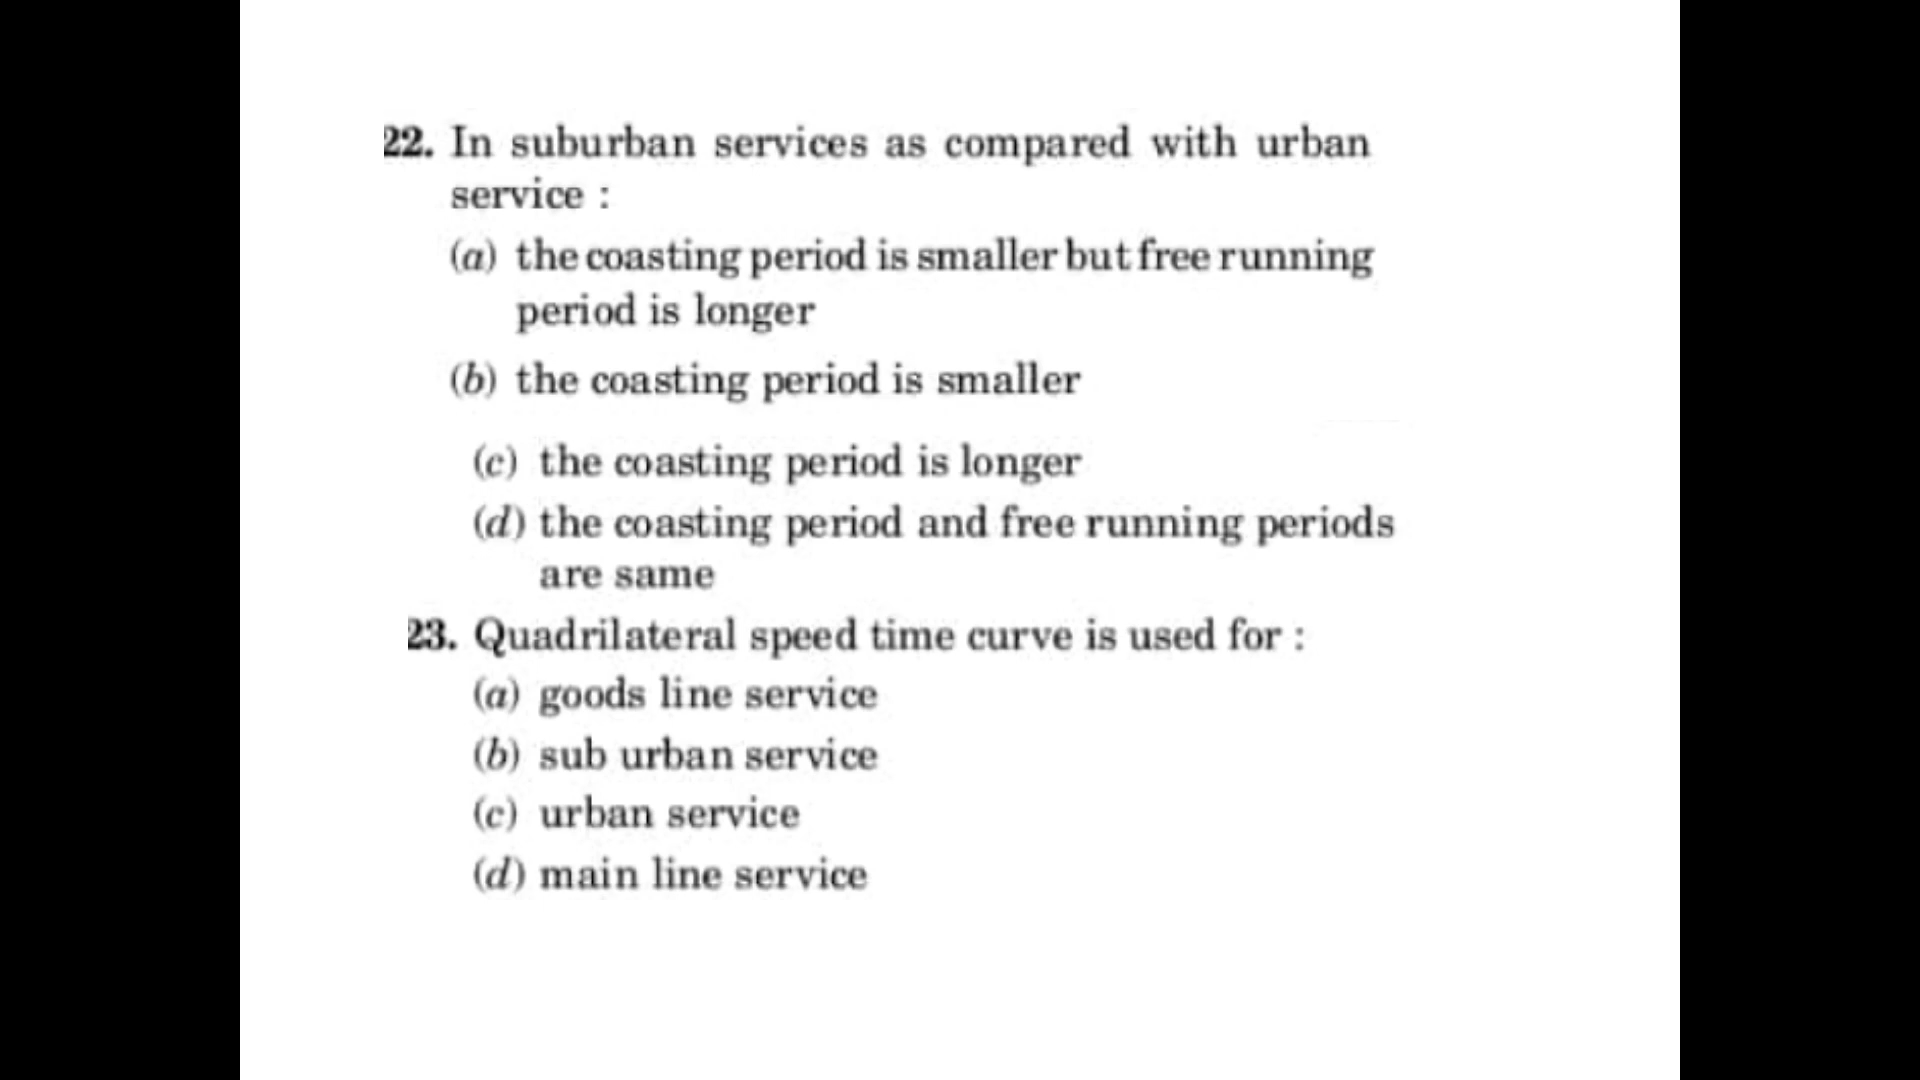 22. In suburban services as compared with urban
service :
(a) the coasting period is smaller but free running
period is longer
(b) the coasting period is smaller
(c) the coasting period is longer
(d) the coasting period and free running periods
are same
23. Quadrilateral speed time curve is used for :
(a) goods line service
(b) sub urban service
(c) urban service
(d) main line service